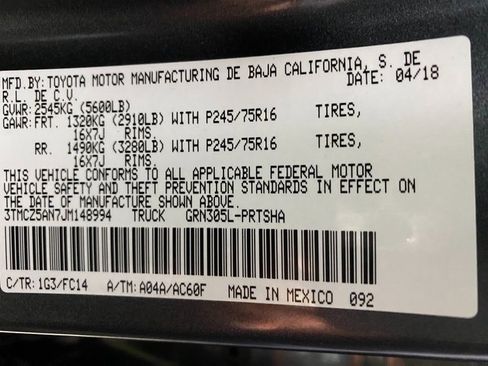 MFD.BY:TOYOTA MOTOR MANUFACTURING DE BAJA CALIFORNIA, S. DE
R.L. DE C.V. DATE: 04/18
GVWR:2545KG (5600LB)
GAWR:FRT. 1320KG (2910LB) WITH P245/75R16 TIRES,
16X7J RIMS.
RR. 1490KG (3280LB) WITH P245/75R16 TIRES,
16X7J RIMS.
THIS VEHICLE CONFORMS TO ALL APPLICABLE FEDERAL MOTOR
VEHICLE SAFETY AND THEFT PREVENTION STANDARDS IN EFFECT ON
THE DATE OF MANUFACTURE SHOWN ABOVE.
3TMCZ5AN7JM148994 TRUCK GRN305L-PRTSHA
C/TR: 1G3/FC14 A/TM: A04A/AC60F MADE IN MEXICO 092